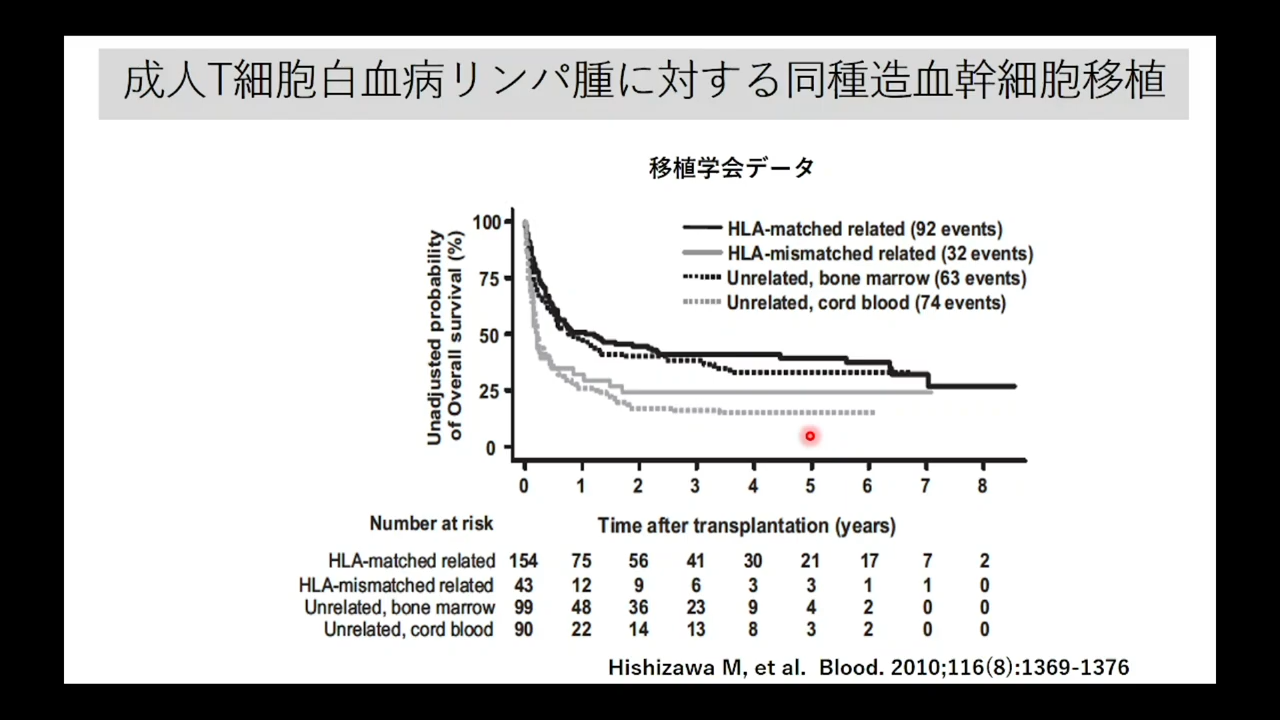 成人T細胞白血病リンパ腫に対する同種造血幹細胞移植
移植学会データ
Unadjusted probability
of Overall survival (%)
100
75
50
25
0
HLA-matched related (92 events)
HLA-mismatched related (32 events)
Unrelated, bone marrow (63 events)
Unrelated, cord blood (74 events)
0 1 2 3 4 5 6 7 8
Number at risk Time after transplantation (years)
HLA-matched related 154 75 56 41 30 21 17 7 2
HLA-mismatched related 43 12 9 6 3 3 1 1 0
Unrelated, bone marrow 99 48 36 23 9 4 2 0 0
Unrelated, cord blood 90 22 14 13 8 3 2 0 0
Hishizawa M, et al. Blood. 2010;116(8):1369-1376